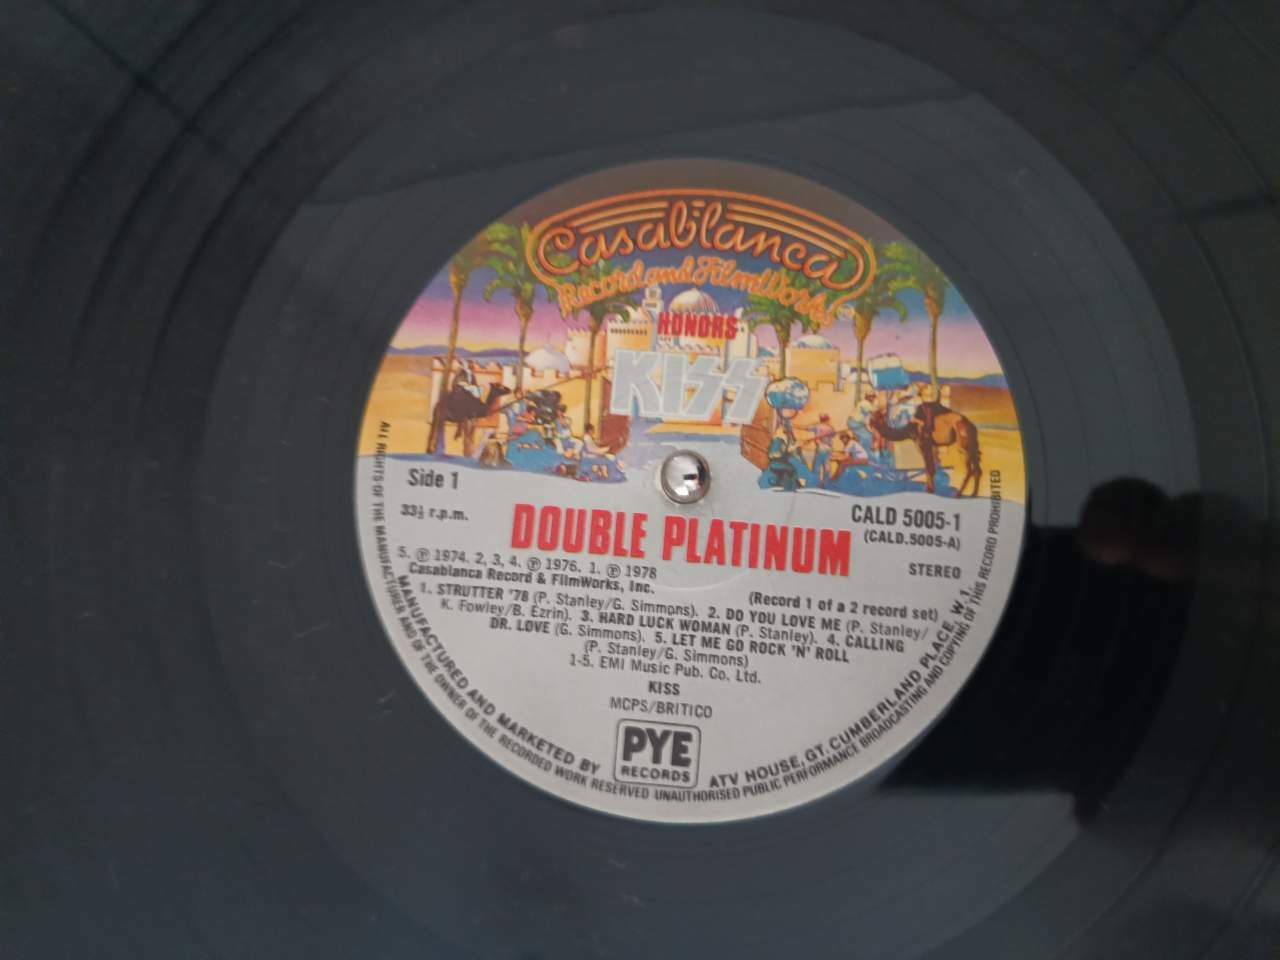 Casablanca
Record and FilmWorks
HONORS
KISS
Side 1
33⅓ r.p.m.
DOUBLE PLATINUM
CALD 5005-1
(CALD.5005-A)
STEREO
5. ℗ 1974. 2, 3, 4. ℗ 1976. 1. ℗ 1978
Casablanca Record & FilmWorks, Inc.
(Record 1 of a 2 record set)
1. STRUTTER '78 (P. Stanley/G. Simmons). 2. DO YOU LOVE ME (P. Stanley/
K. Fowley/B. Ezrin). 3. HARD LUCK WOMAN (P. Stanley). 4. CALLING
DR. LOVE (G. Simmons). 5. LET ME GO ROCK 'N' ROLL
(P. Stanley/G. Simmons)
1-5. EMI Music Pub. Co. Ltd.
KISS
MCPS/BRITICO
PYE
RECORDS
MANUFACTURED AND MARKETED BY
ATV HOUSE, GT. CUMBERLAND PLACE, W.1.
ALL RIGHTS OF THE MANUFACTURER AND OF THE OWNER OF THE RECORDED WORK RESERVED UNAUTHORISED PUBLIC PERFORMANCE BROADCASTING AND COPYING OF THIS RECORD PROHIBITED